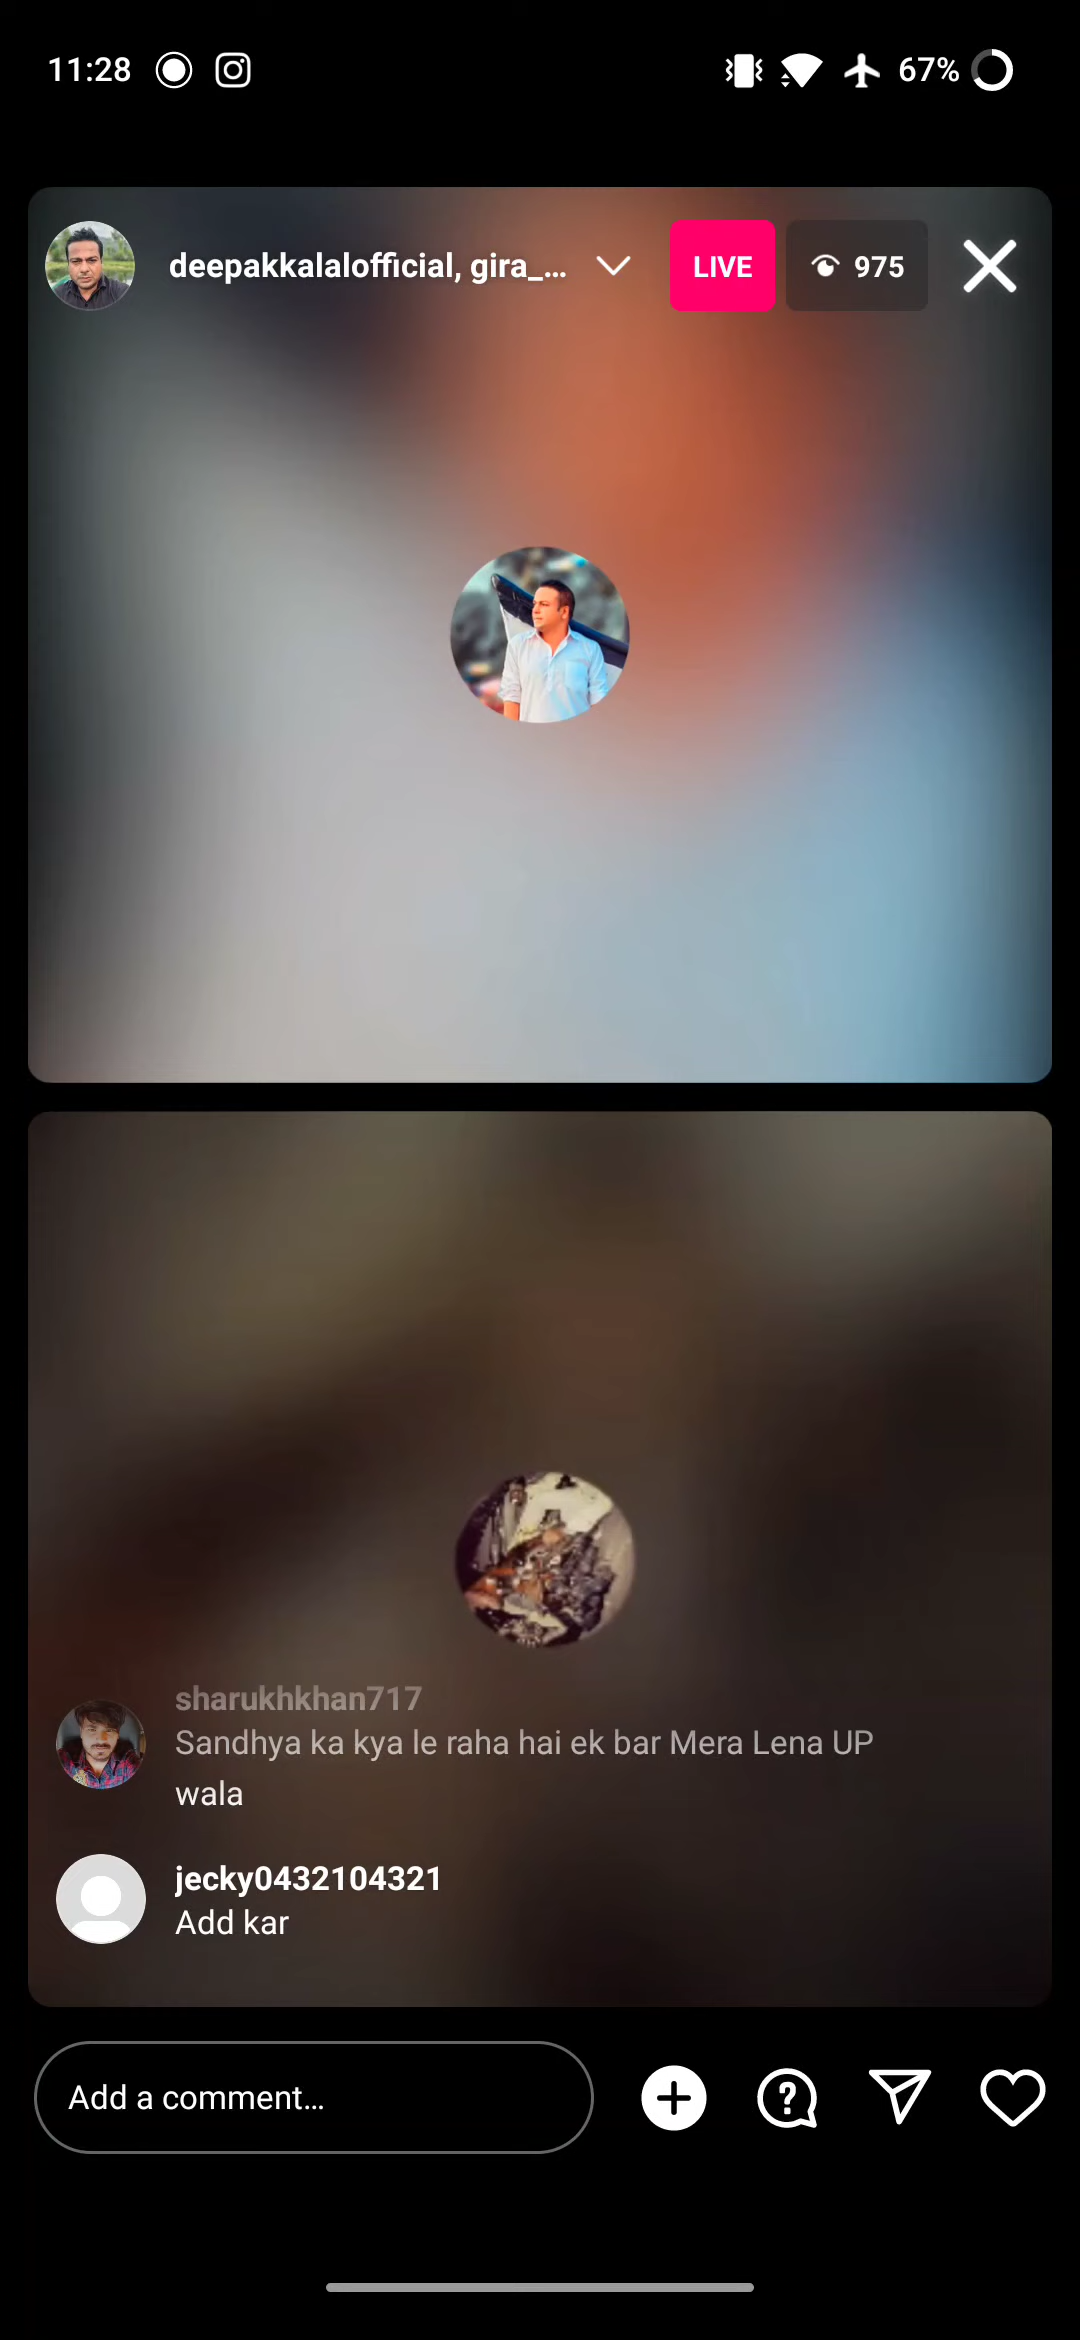 11:28
67%
deepakkalalofficial, gira_...
LIVE
975
sharukhkhan717
Sandhya ka kya le raha hai ek bar Mera Lena UP
wala
jecky0432104321
Add kar
Add a comment...